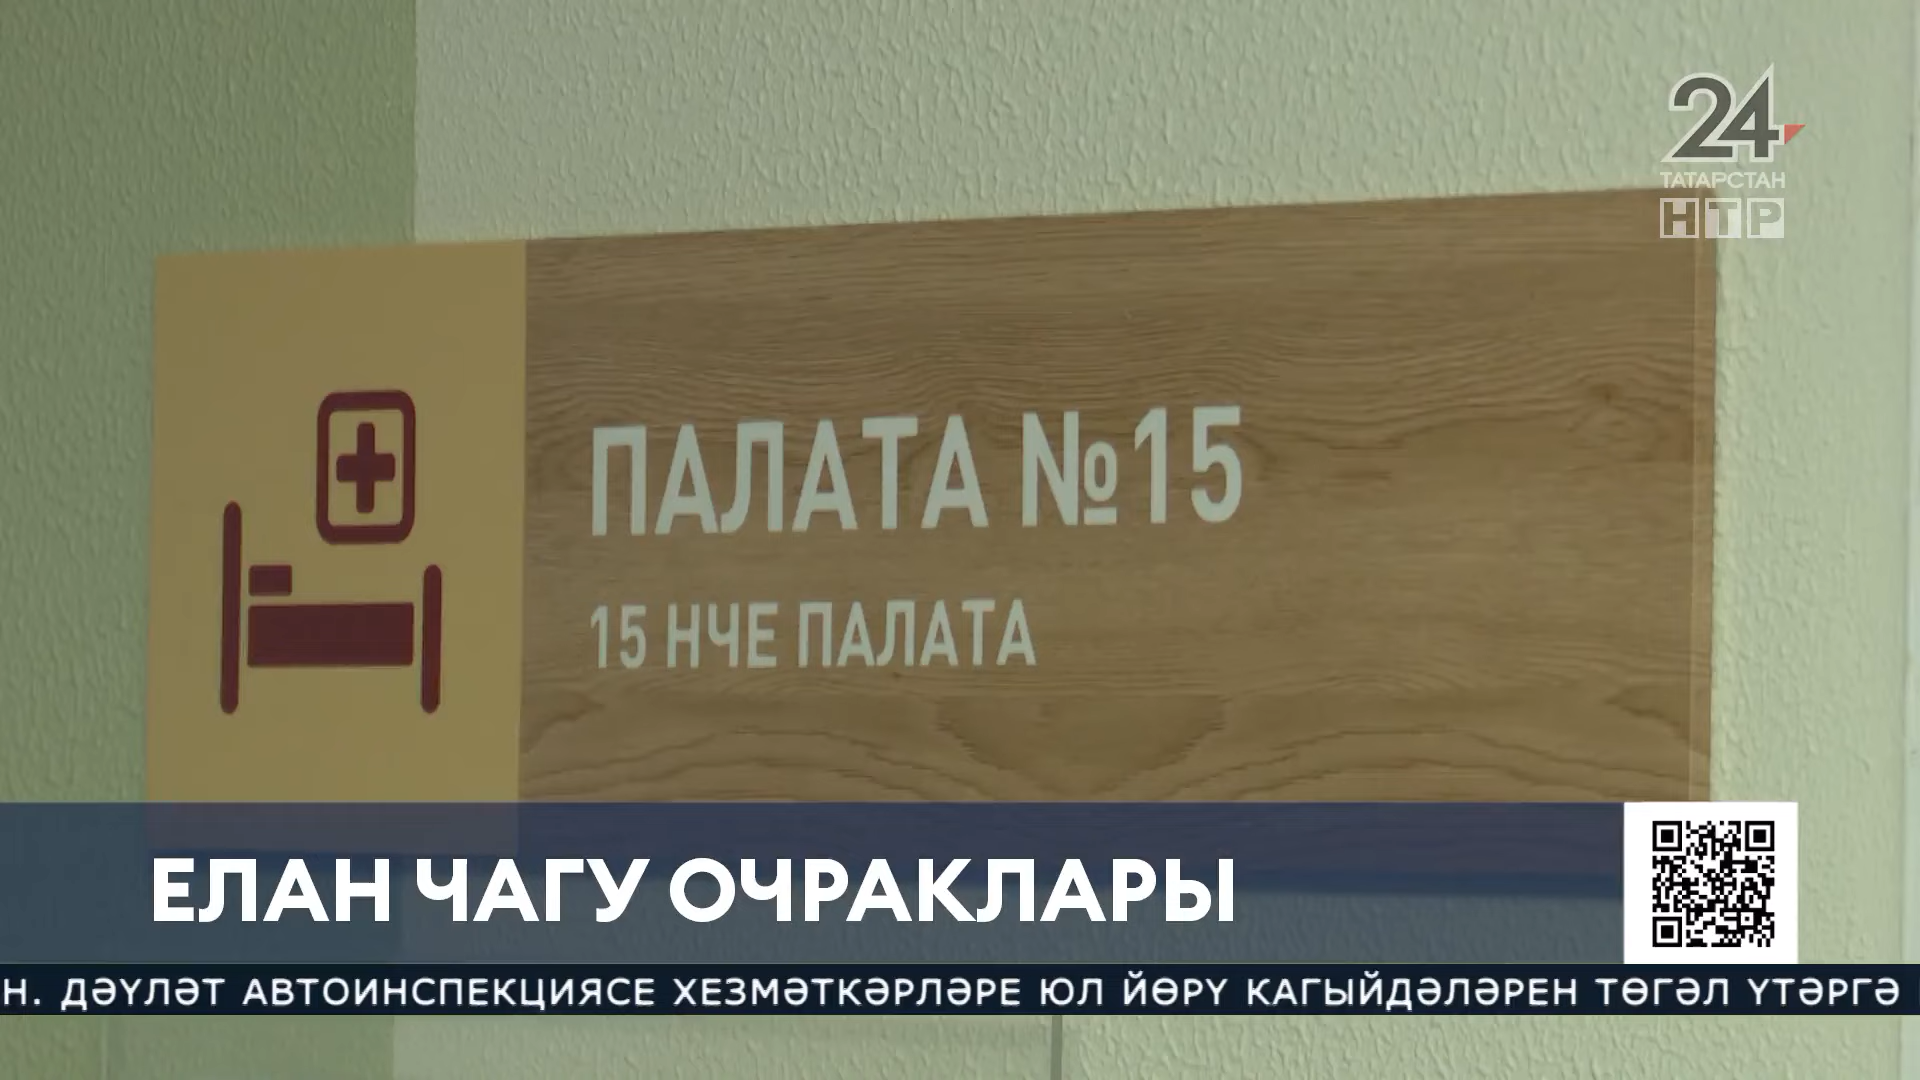 24
ТАТАРСТАН
НТР
ПАЛАТА №15
15 НЧЕ ПАЛАТА
ЕЛАН ЧАГУ ОЧРАКЛАРЫ
Н. ДӘҮЛӘТ АВТОИНСПЕКЦИЯСЕ ХЕЗМӘТКӘРЛӘРЕ ЮЛ ЙӨРҮ КАГЫЙДӘЛӘРЕН ТӨГӘЛ ҮТӘРГӘ